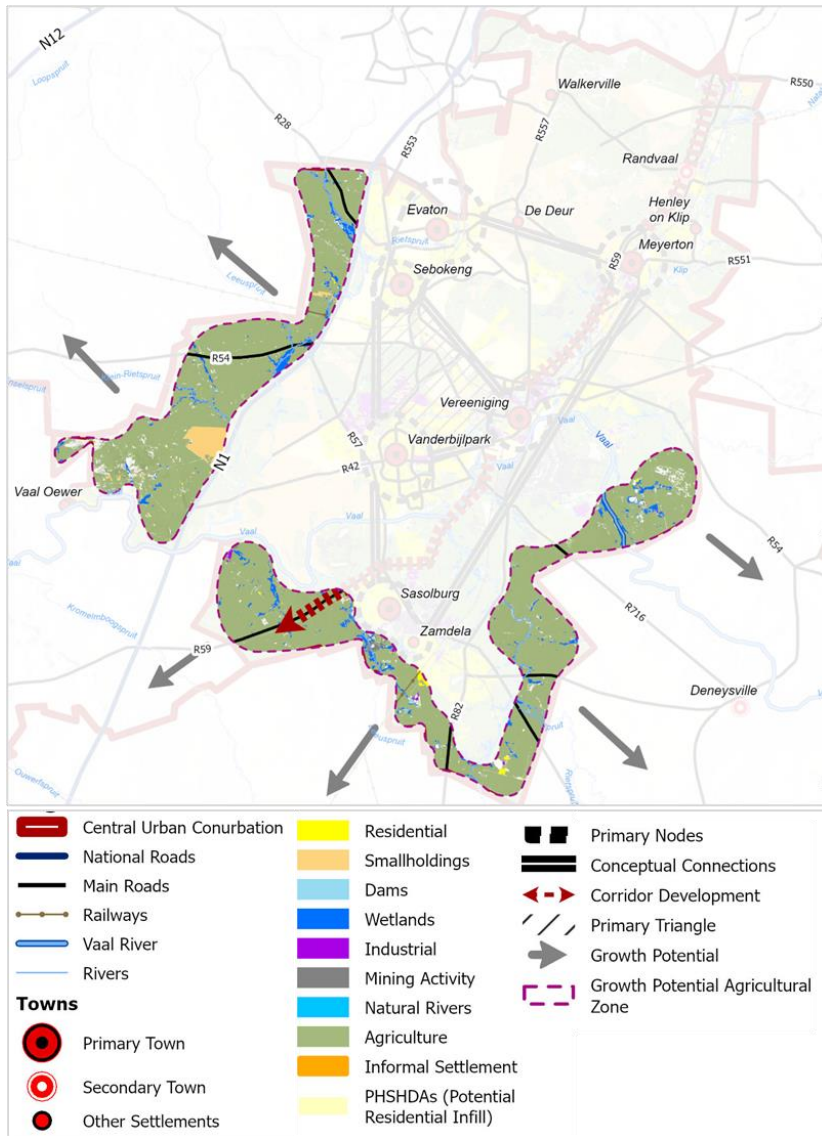 N12
Loopspruit
R28
R553
Walkerville
R557
R550
Randvaal
Henley
on Klip
Evaton
De Deur
Meyerton
Rietspruit
R59
R551
Klip
Sebokeng
Leeuspruit
R54
Vereeniging
Vaal
R57
Vanderbijlpark
Vaal
R42
N1
Vaal Oewer
Vaal
R54
Sasolburg
Kromelmboogspruit
Zamdela
R716
R59
R82
Deneysville
Central Urban Conurbation
National Roads
Main Roads
Railways
Vaal River
Rivers
Towns
Primary Town
Secondary Town
Other Settlements
Residential
Smallholdings
Dams
Wetlands
Industrial
Mining Activity
Natural Rivers
Agriculture
Informal Settlement
PHSHDAs (Potential
Residential Infill)
Primary Nodes
Conceptual Connections
Corridor Development
Primary Triangle
Growth Potential
Growth Potential Agricultural
Zone